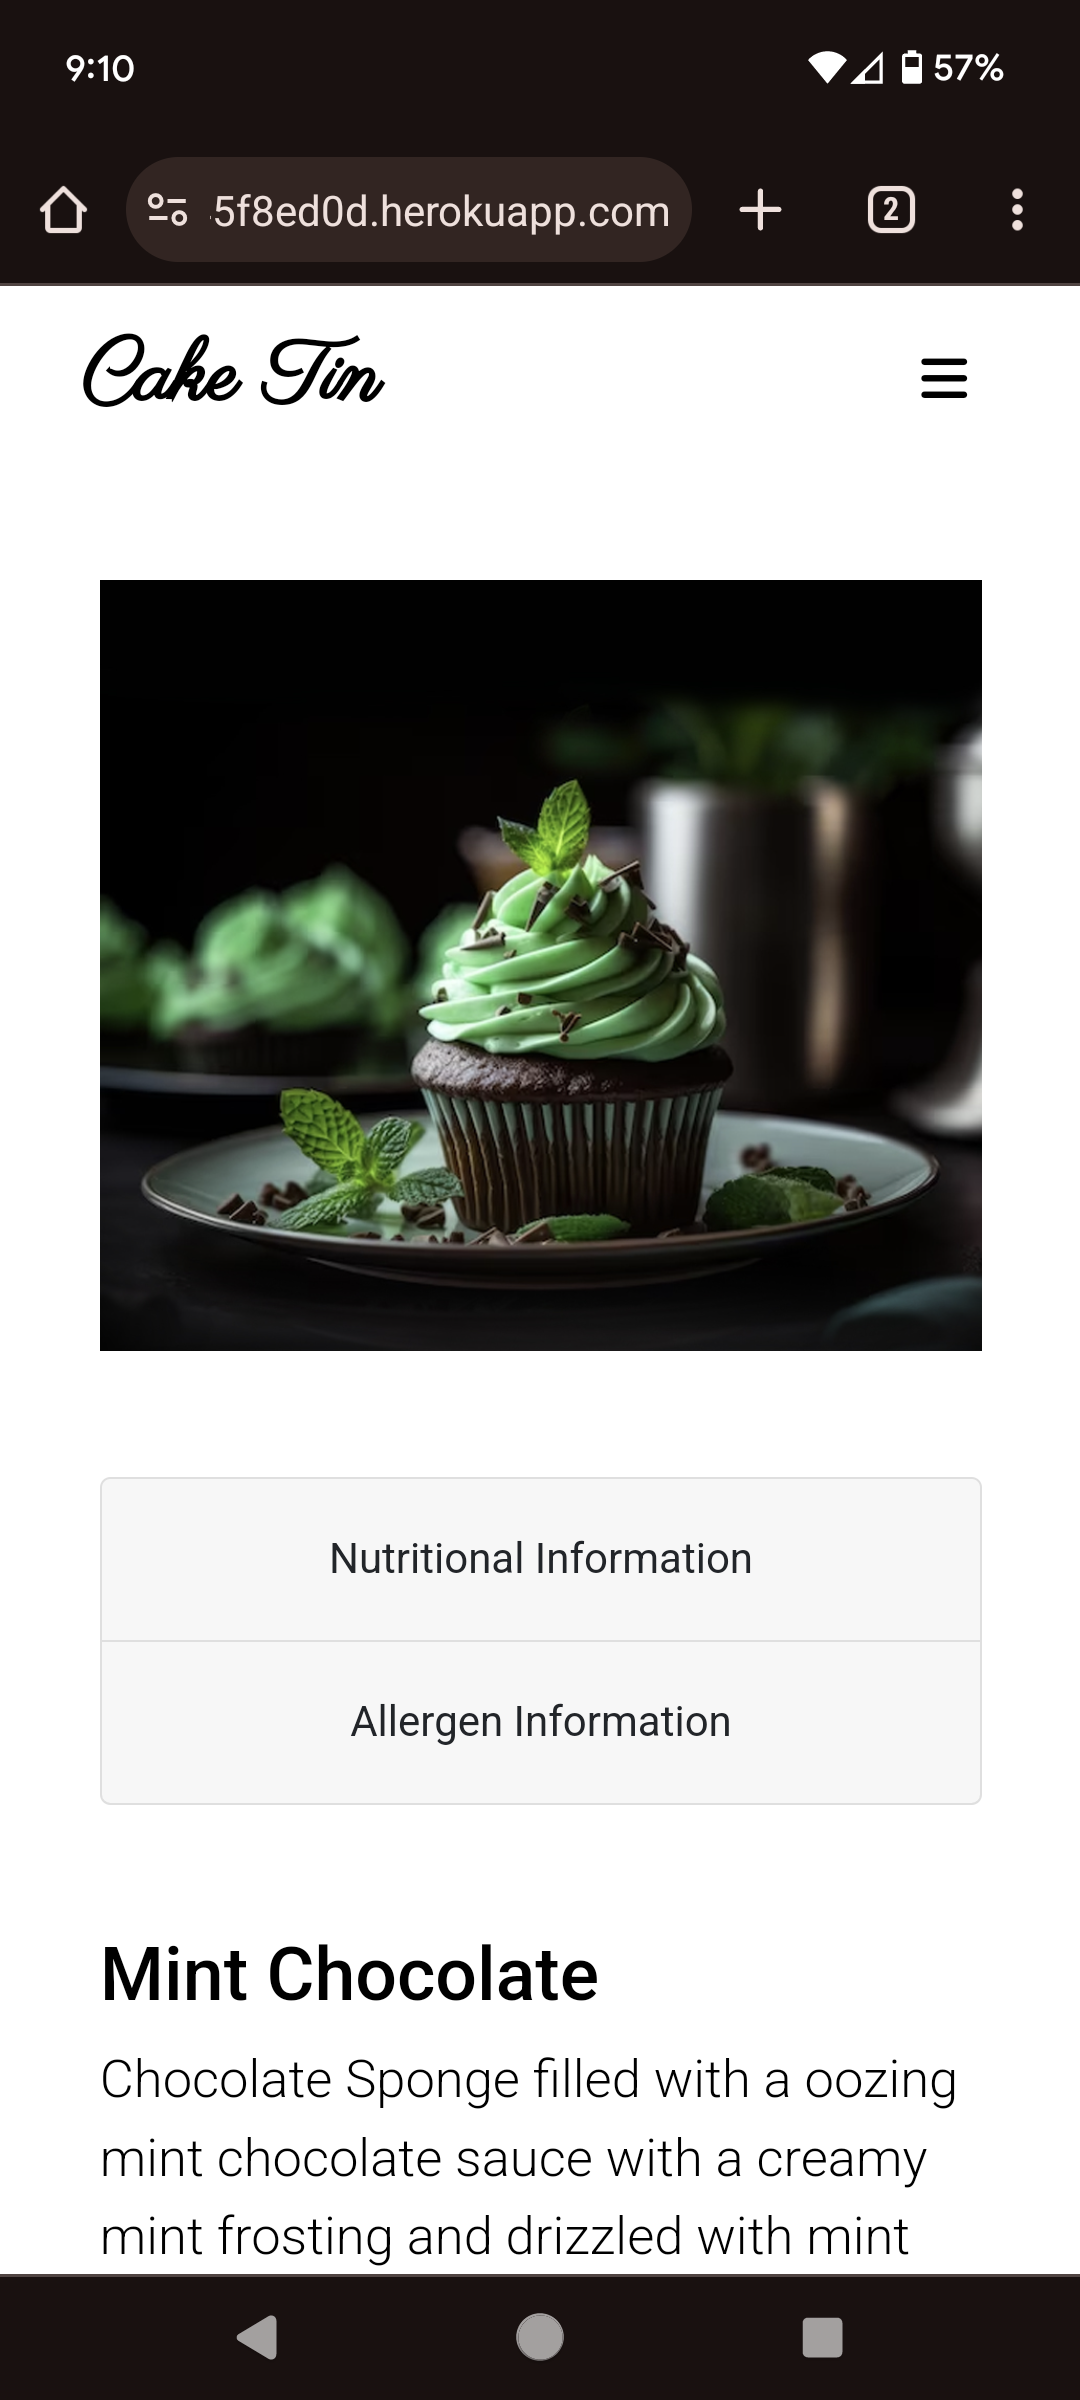 9:10
57%
5f8ed0d.herokuapp.com
2
Cake Tin
Nutritional Information
Allergen Information
Mint Chocolate
Chocolate Sponge filled with a oozing
mint chocolate sauce with a creamy
mint frosting and drizzled with mint